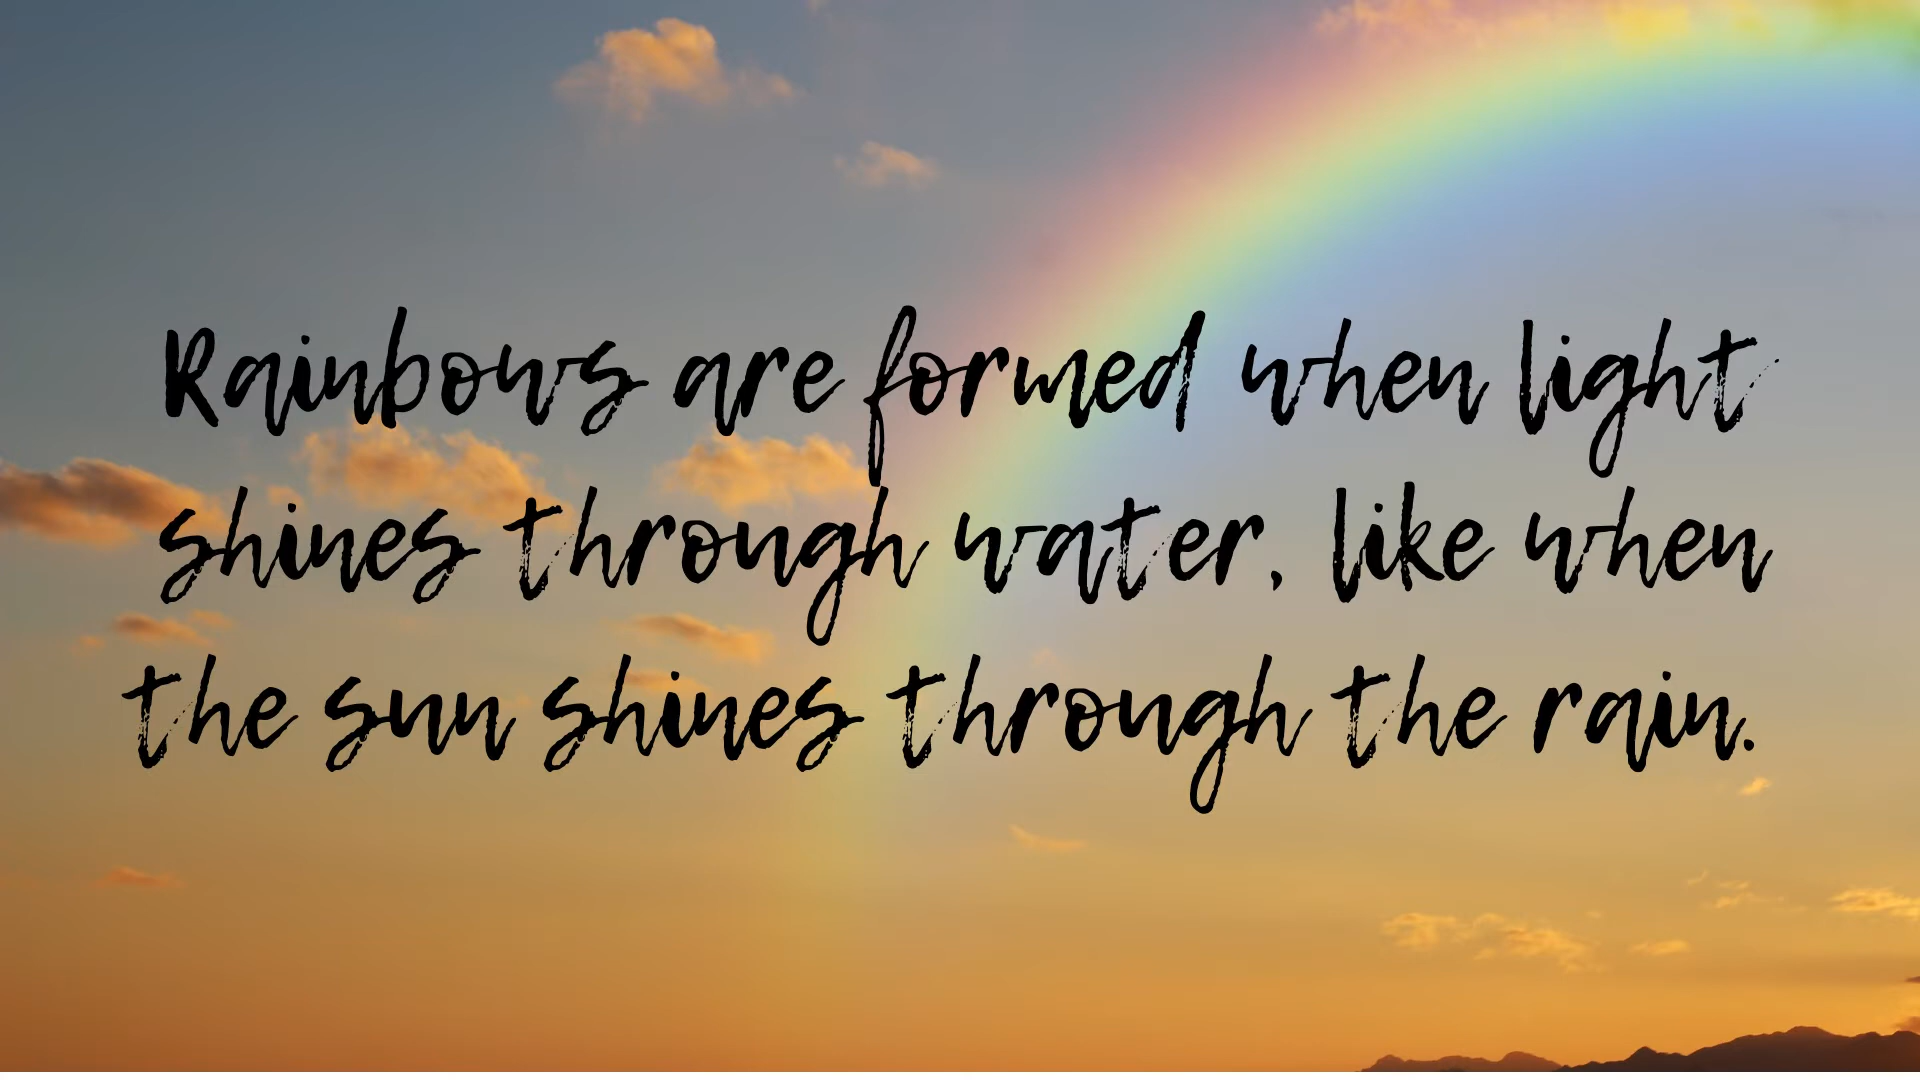 Rainbows are formed when light
shines through water, like when
the sun shines through the rain.